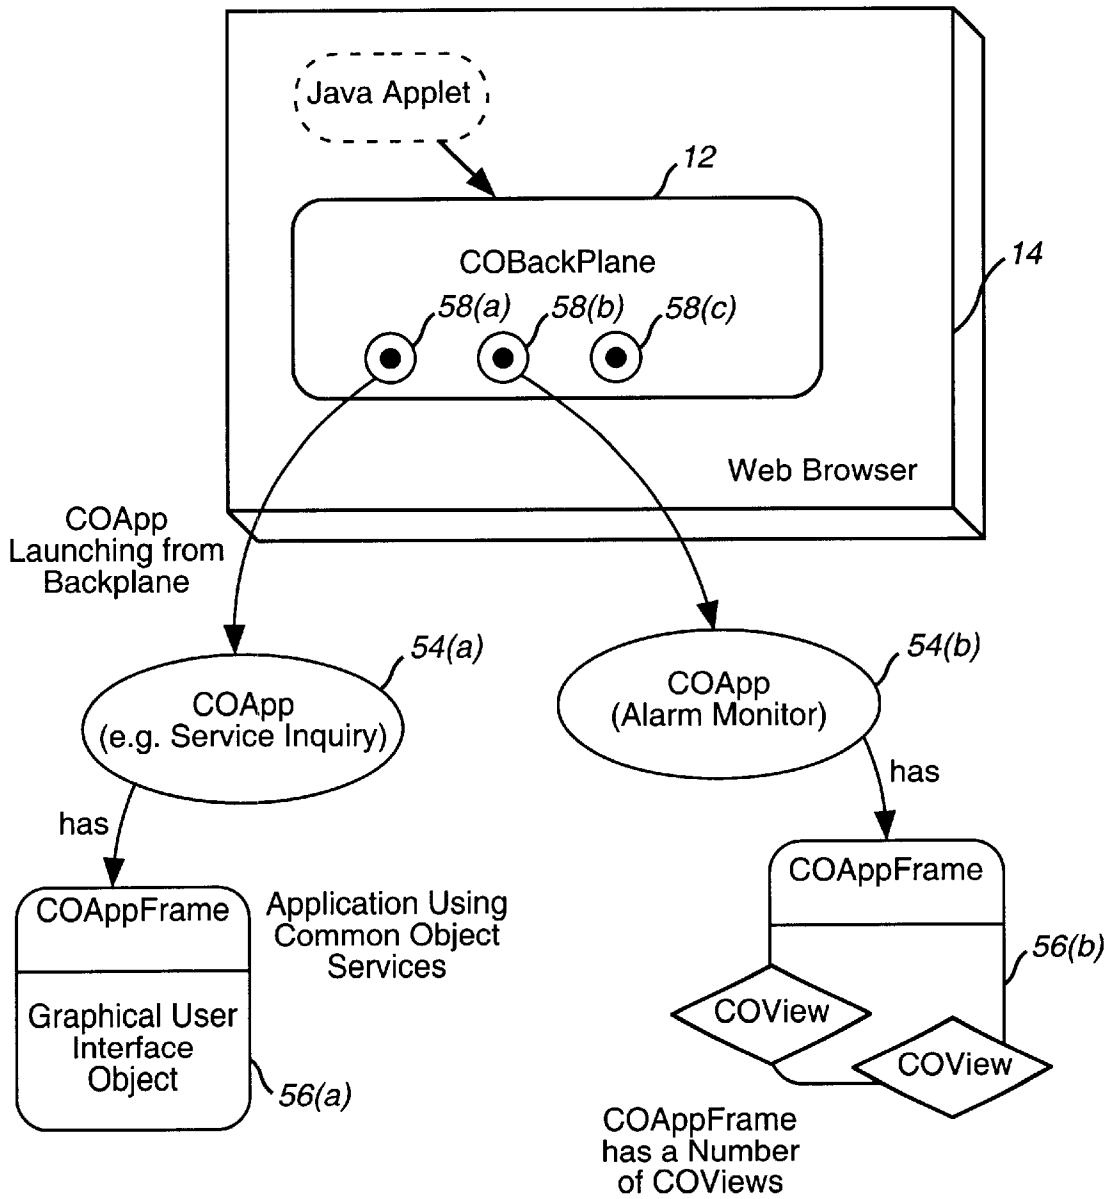 Java Applet
12
COBackPlane
14
58(a)
58(b)
58(c)
Web Browser
COApp
Launching from
Backplane
54(a)
COApp
(e.g. Service Inquiry)
54(b)
COApp
(Alarm Monitor)
has
has
COAppFrame
Graphical User
Interface
Object
56(a)
Application Using
Common Object
Services
COAppFrame
56(b)
COView
COView
COAppFrame
has a Number
of COViews